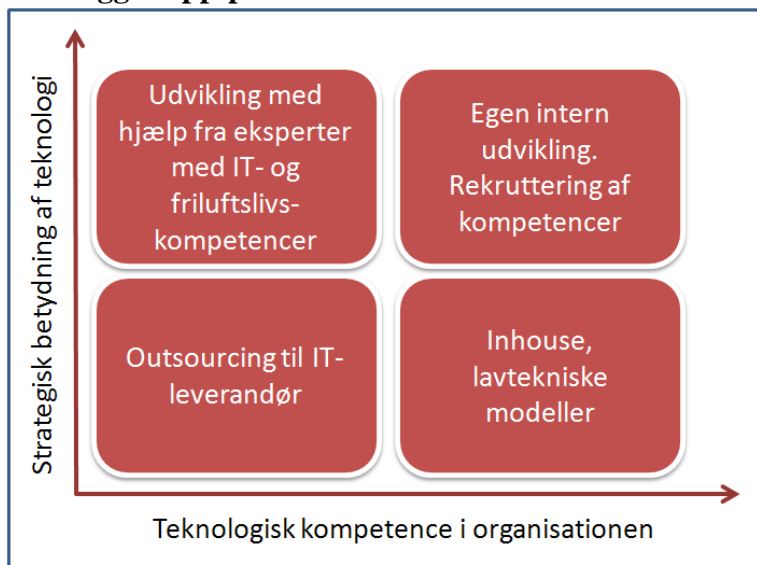 Strategisk betydning af teknologi
Udvikling med
hjælp fra eksperter
med IT- og
friluftslivs-
kompetencer
Egen intern
udvikling.
Rekruttering af
kompetencer
Outsourcing til IT-
leverandør
Inhouse,
lavtekniske
modeller
Teknologisk kompetence i organisationen